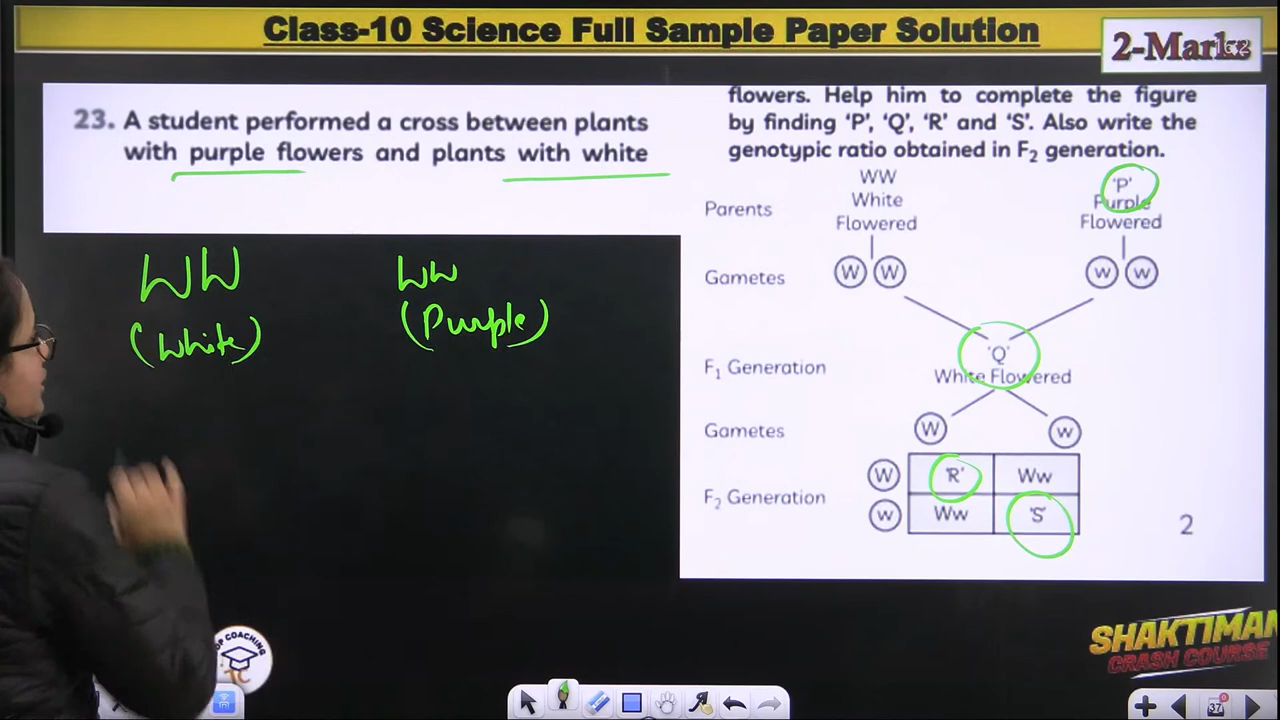 Class-10 Science Full Sample Paper Solution
2-Marks
23. A student performed a cross between plants
with purple flowers and plants with white
flowers. Help him to complete the figure
by finding ‘P’, ‘Q’, ‘R’ and ‘S’. Also write the
genotypic ratio obtained in F₂ generation.
Parents
WW
White
Flowered
‘P’
Purple
Flowered
Gametes
W W
w w
F₁ Generation
‘Q’
White Flowered
Gametes
W w
F₂ Generation
W ‘R’ Ww
w Ww ‘S’
2
WW
(White)
ww
(Purple)
COACHING
SHAKTIMAN
CRASH COURSE
37